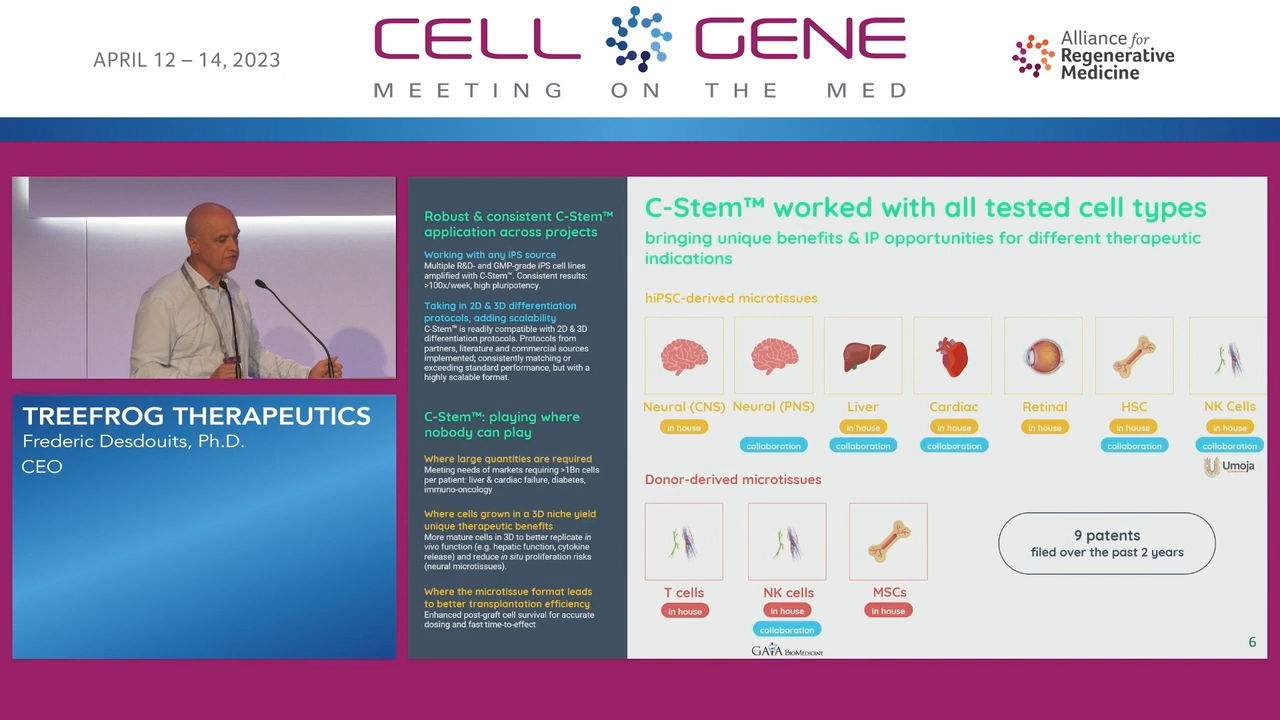 APRIL 12 – 14, 2023
CELL GENE
MEETING ON THE MED
Alliance for
Regenerative
Medicine
TREEFROG THERAPEUTICS
Frederic Desdouits, Ph.D.
CEO
Robust & consistent C-Stem™
application across projects
Working with any iPS source
Multiple R&D- and GMP-grade iPS cell lines
amplified with C-Stem™. Consistent results:
>100x/week, high pluripotency.
Taking in 2D & 3D differentiation
protocols, adding scalability
C-Stem™ is readily compatible with 2D & 3D
differentiation protocols. Protocols from
partners, literature and commercial sources
implemented; consistently matching or
exceeding standard performance, but with a
highly scalable format.
C-Stem™: playing where
nobody can play
Where large quantities are required
Meeting needs of markets requiring >1Bn cells
per patient: liver & cardiac failure, diabetes,
immuno-oncology
Where cells grown in a 3D niche yield
unique therapeutic benefits
More mature cells in 3D to better replicate in
vivo function (e.g. hepatic function, cytokine
release) and reduce in situ proliferation risks
(neural microtissues).
Where the microtissue format leads
to better transplantation efficiency
Enhanced post-graft cell survival for accurate
dosing and fast time-to-effect
C-Stem™ worked with all tested cell types
bringing unique benefits & IP opportunities for different therapeutic
indications
hiPSC-derived microtissues
Neural (CNS) Neural (PNS) Liver Cardiac Retinal HSC NK Cells
in house in house in house in house in house
collaboration collaboration collaboration collaboration collaboration
Umoja
Donor-derived microtissues
T cells NK cells MSCs
in house in house in house
collaboration
GAIA BIOMEDICINE
9 patents
filed over the past 2 years
6